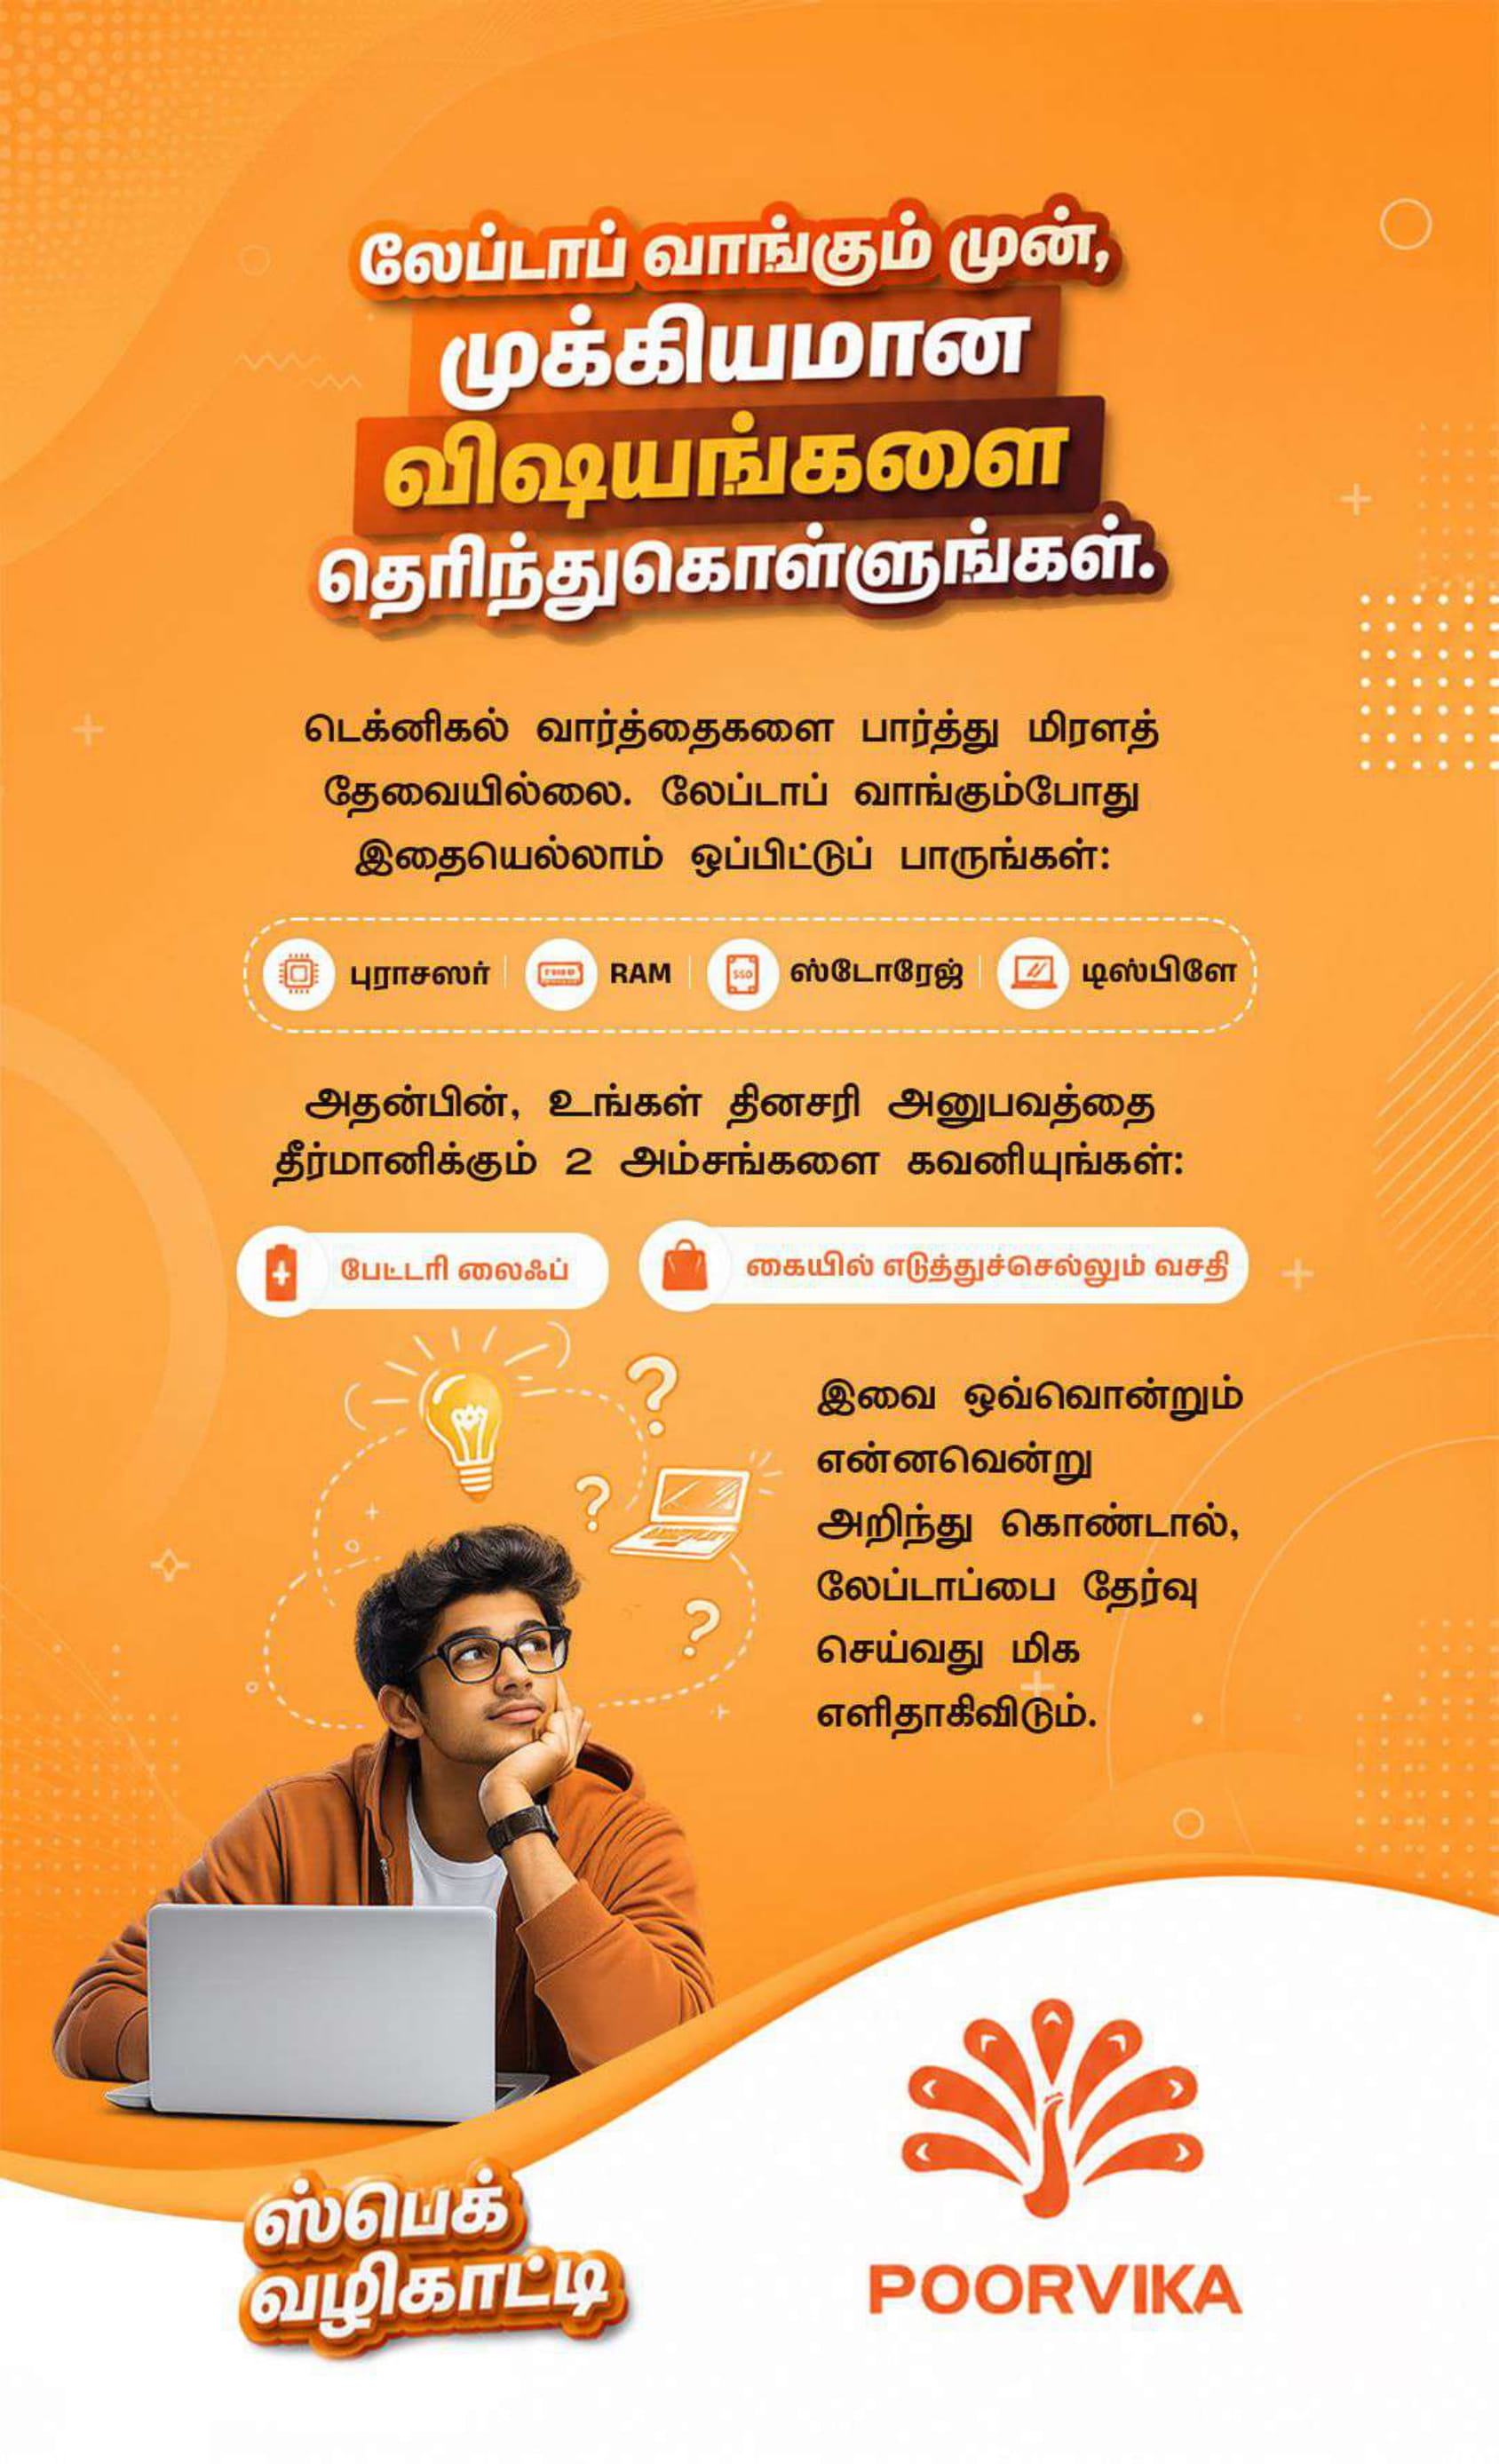 லேப்டாப் வாங்கும் முன்,
முக்கியமான
விஷயங்களை
தெரிந்துகொள்ளுங்கள்.
டெக்னிகல் வார்த்தைகளை பார்த்து மிரளத்
தேவையில்லை. லேப்டாப் வாங்கும்போது
இதையெல்லாம் ஒப்பிட்டுப் பாருங்கள்:
புராசஸர் RAM SSD ஸ்டோரேஜ் டிஸ்பிளே
அதன்பின், உங்கள் தினசரி அனுபவத்தை
தீர்மானிக்கும் 2 அம்சங்களை கவனியுங்கள்:
பேட்டரி லைஃப் கையில் எடுத்துச்செல்லும் வசதி
இவை ஒவ்வொன்றும்
என்னவென்று
அறிந்து கொண்டால்,
லேப்டாப்பை தேர்வு
செய்வது மிக
எளிதாகிவிடும்.
ஸ்பெக்
வழிகாட்டி
POORVIKA